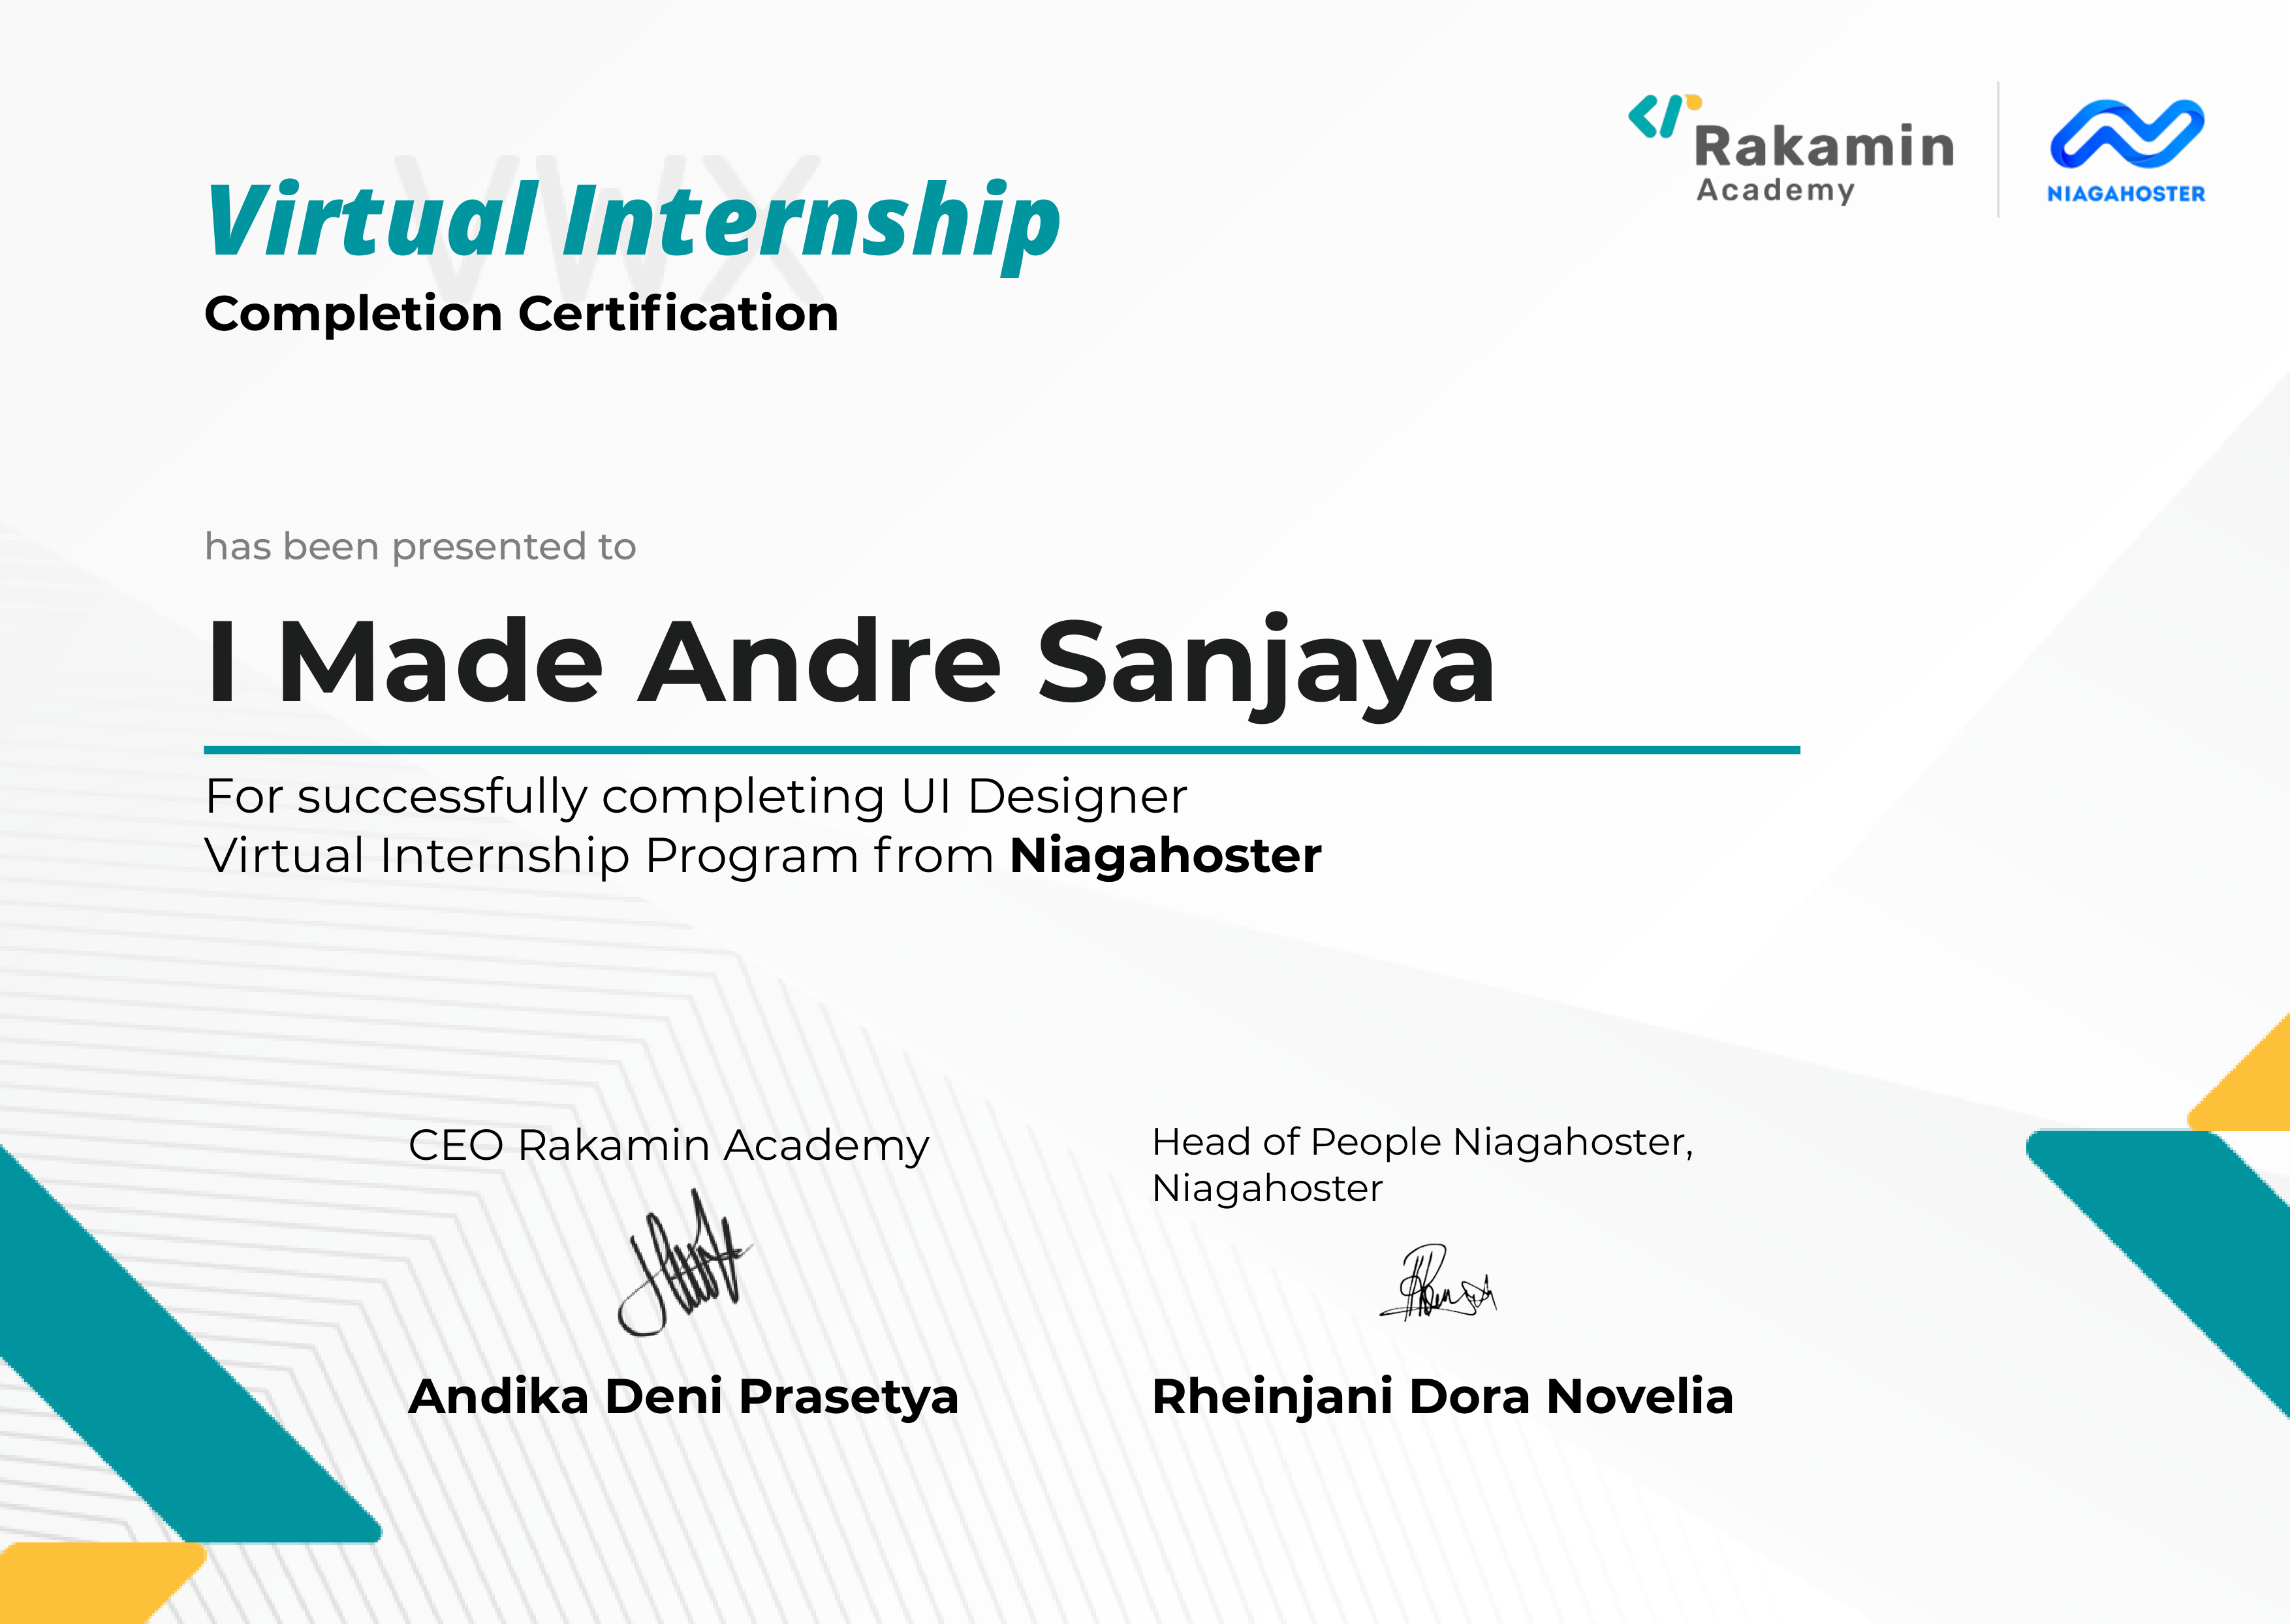 Rakamin
Academy
NIAGAHOSTER
VWX
Virtual Internship
Completion Certification
has been presented to
I Made Andre Sanjaya
For successfully completing UI Designer
Virtual Internship Program from Niagahoster
CEO Rakamin Academy
Andika Deni Prasetya
Head of People Niagahoster,
Niagahoster
Rheinjani Dora Novelia